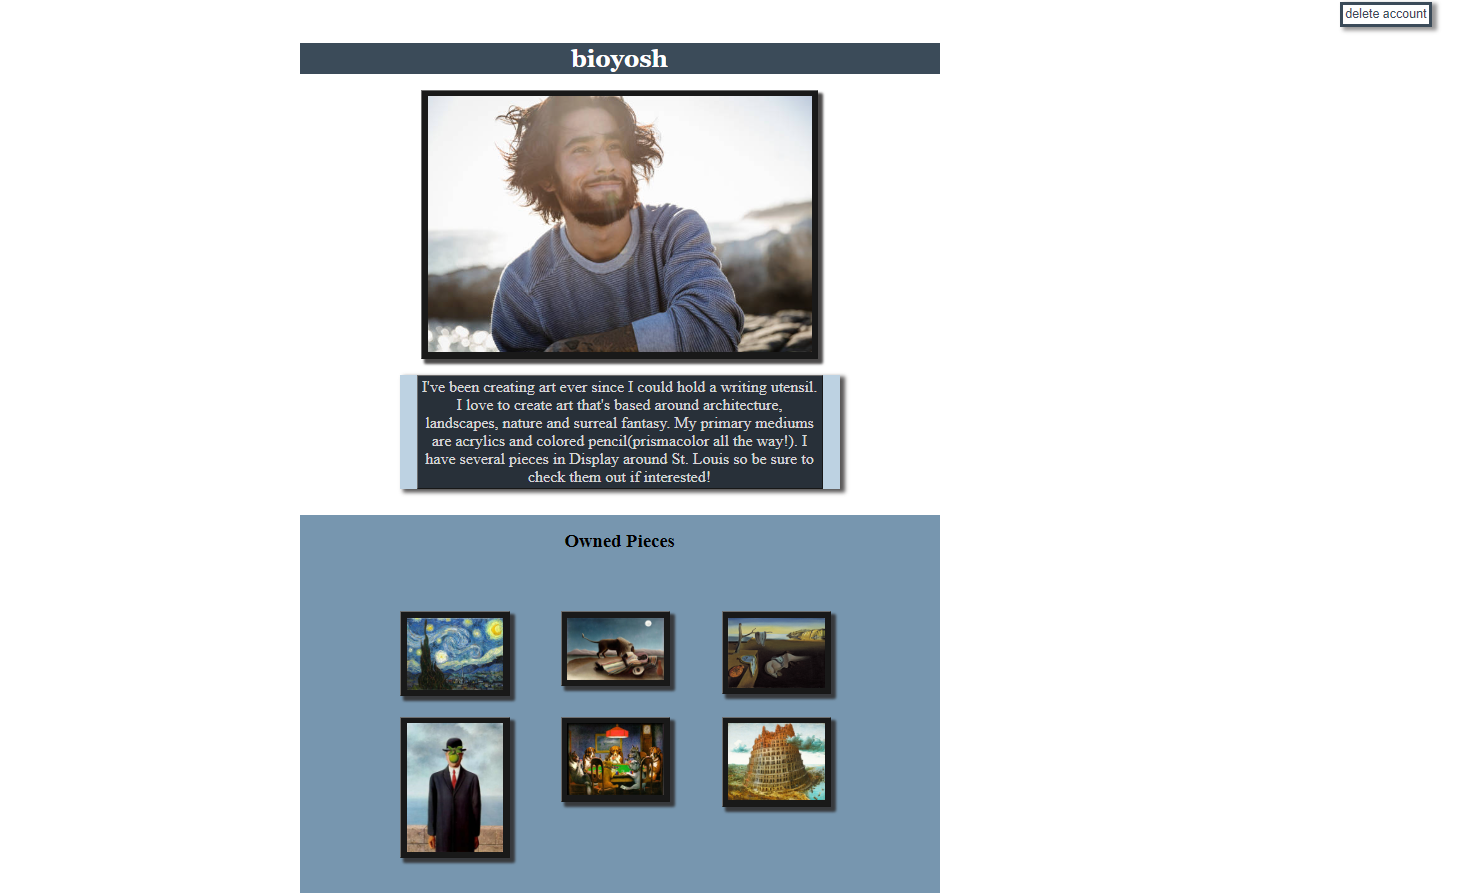 delete account
bioyosh
I've been creating art ever since I could hold a writing utensil.
I love to create art that's based around architecture,
landscapes, nature and surreal fantasy. My primary mediums
are acrylics and colored pencil(prismacolor all the way!). I
have several pieces in Display around St. Louis so be sure to
check them out if interested!
Owned Pieces